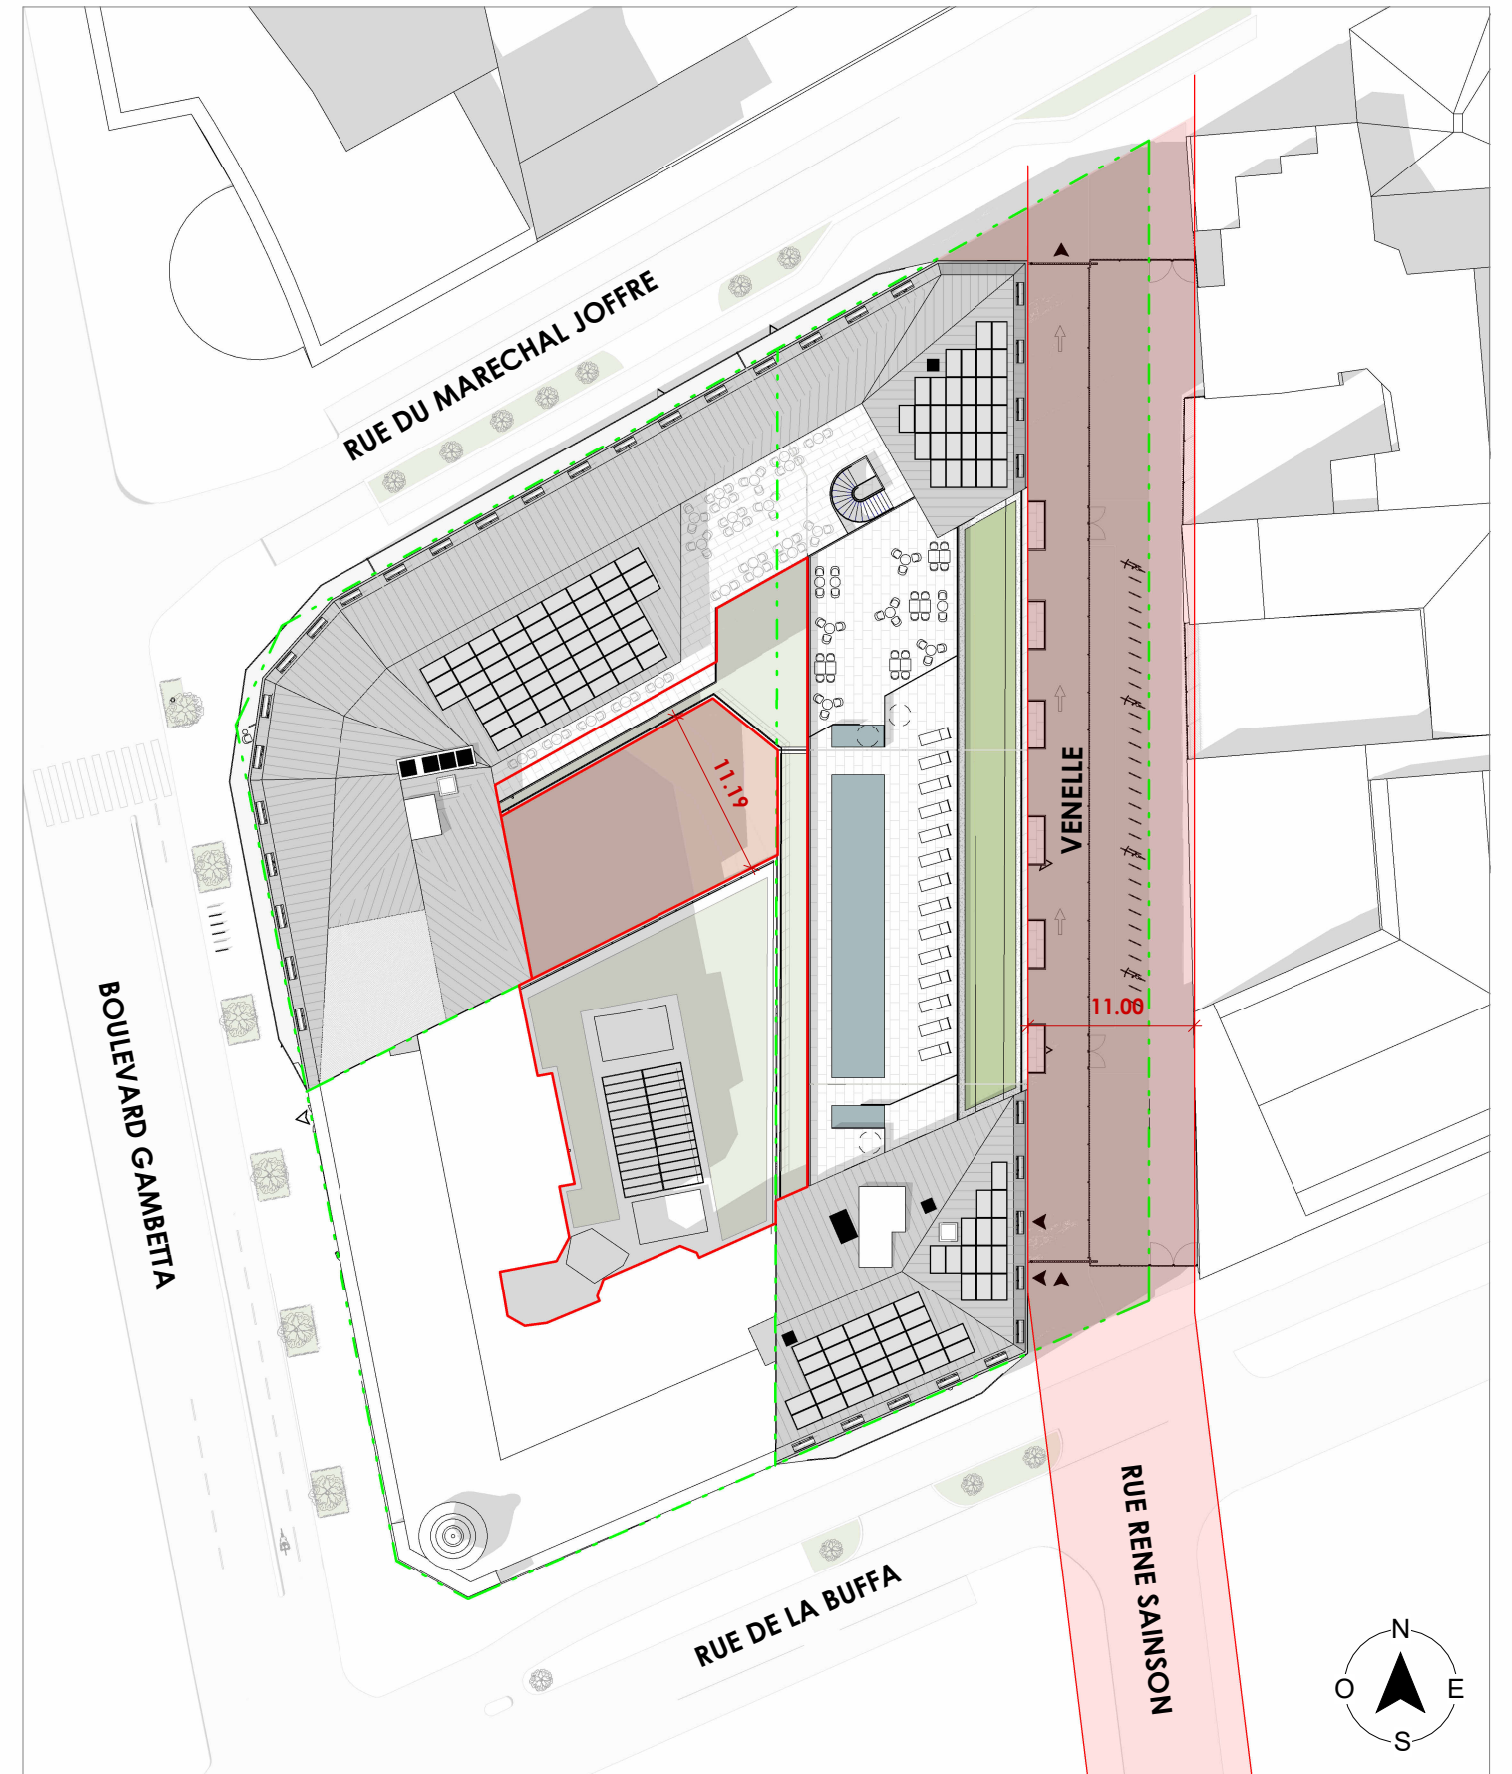 RUE DU MARECHAL JOFFRE
11.19
VENELLE
11.00
BOULEVARD GAMBETTA
RUE RENE SAINSON
RUE DE LA BUFFA
N
O
E
S